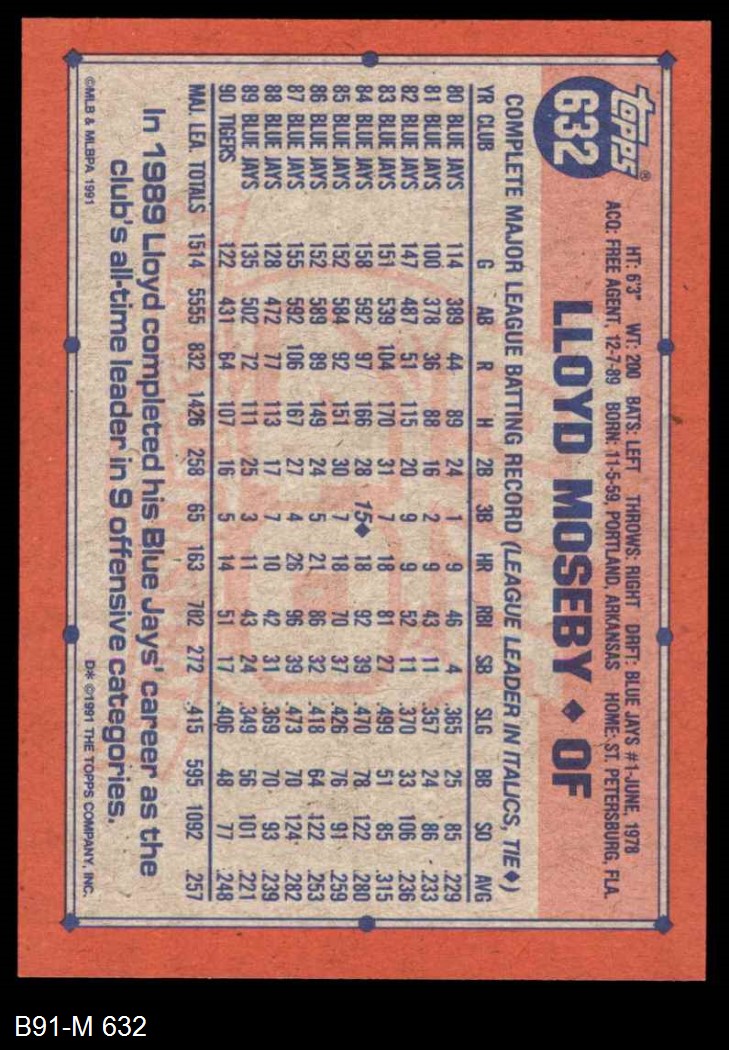 topps®
632
HT: 6'3" WT: 200 BATS: LEFT THROWS: RIGHT DRFT: BLUE JAYS #1-JUNE, 1978
ACQ: FREE AGENT, 12-7-89 BORN: 11-5-59, PORTLAND, ARKANSAS HOME: ST. PETERSBURG, FLA.
LLOYD MOSEBY ◆ OF
COMPLETE MAJOR LEAGUE BATTING RECORD (LEAGUE LEADER IN ITALICS, TIE◆)
YR CLUB G AB R H 2B 3B HR RBI SB SLG BB SO AVG
80 BLUE JAYS 114 389 44 89 24 1 9 46 4 .365 25 85 .229
81 BLUE JAYS 100 378 36 88 16 2 9 43 11 .357 24 86 .233
82 BLUE JAYS 147 487 51 115 20 9 9 52 11 .370 33 106 .236
83 BLUE JAYS 151 539 104 170 31 7 18 81 27 .499 51 85 .315
84 BLUE JAYS 158 592 97 166 28 15◆ 18 92 39 .470 78 122 .280
85 BLUE JAYS 152 584 92 151 30 7 18 70 37 .426 76 91 .259
86 BLUE JAYS 152 589 89 149 24 5 21 86 32 .418 64 122 .253
87 BLUE JAYS 155 592 106 167 27 4 26 96 39 .473 70 124 .282
88 BLUE JAYS 128 472 77 113 17 7 10 42 31 .369 70 93 .239
89 BLUE JAYS 135 502 72 111 25 3 11 43 24 .349 56 101 .221
90 TIGERS 122 431 64 107 16 5 14 51 17 .406 48 77 .248
MAJ. LEA. TOTALS 1514 5555 832 1426 258 65 163 702 272 .415 595 1092 .257
In 1989 Lloyd completed his Blue Jays' career as the
club's all-time leader in 9 offensive categories.
©MLB & MLBPA 1991 D* ©1991 THE TOPPS COMPANY, INC.
B91-M 632